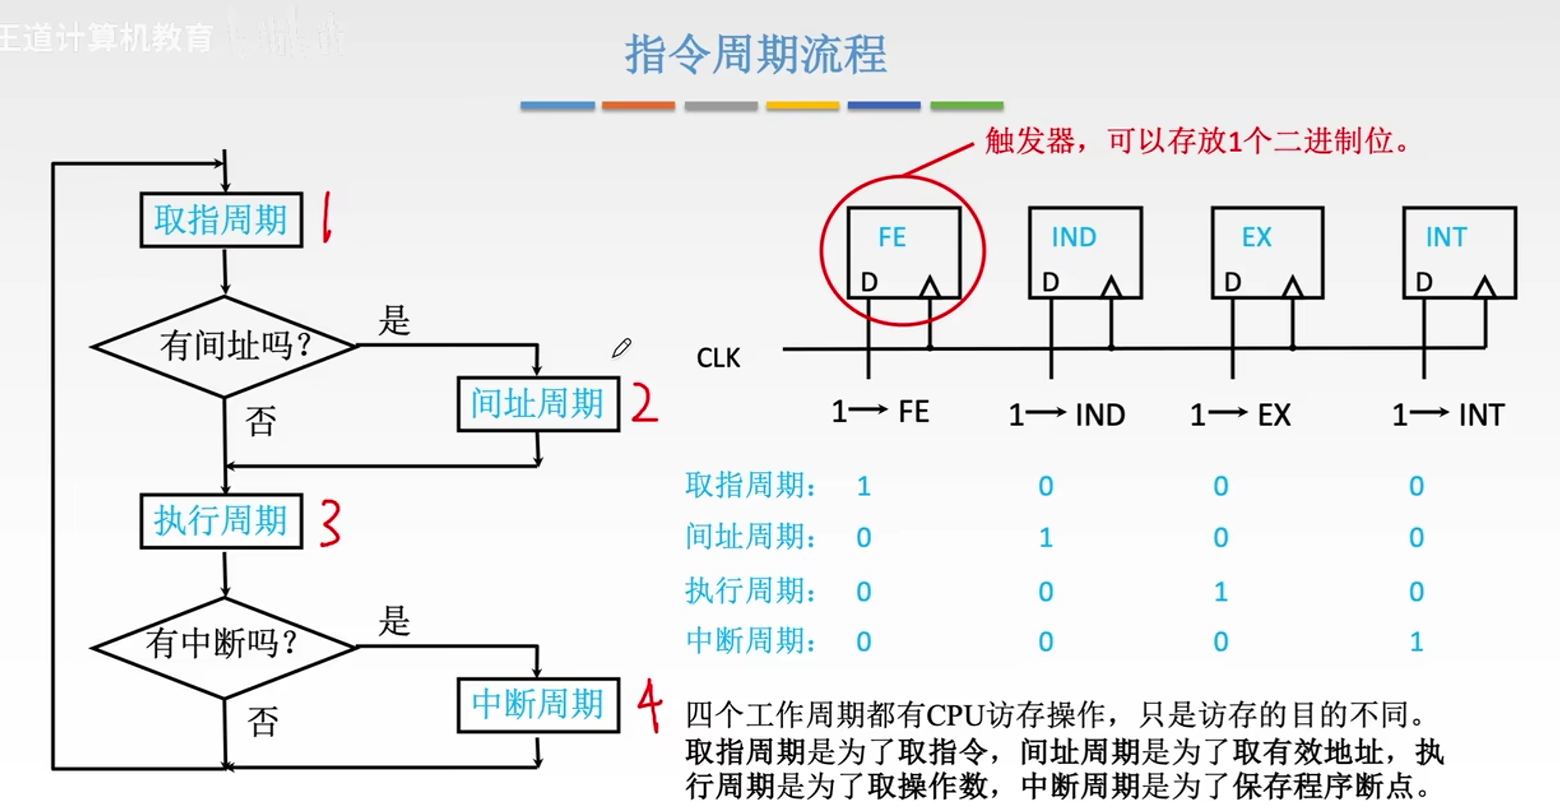 王道计算机教育
指令周期流程
触发器，可以存放1个二进制位。
取指周期 1
有间址吗？
是
否
间址周期 2
执行周期 3
有中断吗？
是
否
中断周期 4
FE IND EX INT
D D D D
CLK
1→ FE 1→ IND 1→ EX 1→ INT
取指周期： 1 0 0 0
间址周期： 0 1 0 0
执行周期： 0 0 1 0
中断周期： 0 0 0 1
四个工作周期都有CPU访存操作，只是访存的目的不同。
取指周期是为了取指令，间址周期是为了取有效地址，执
行周期是为了取操作数，中断周期是为了保存程序断点。